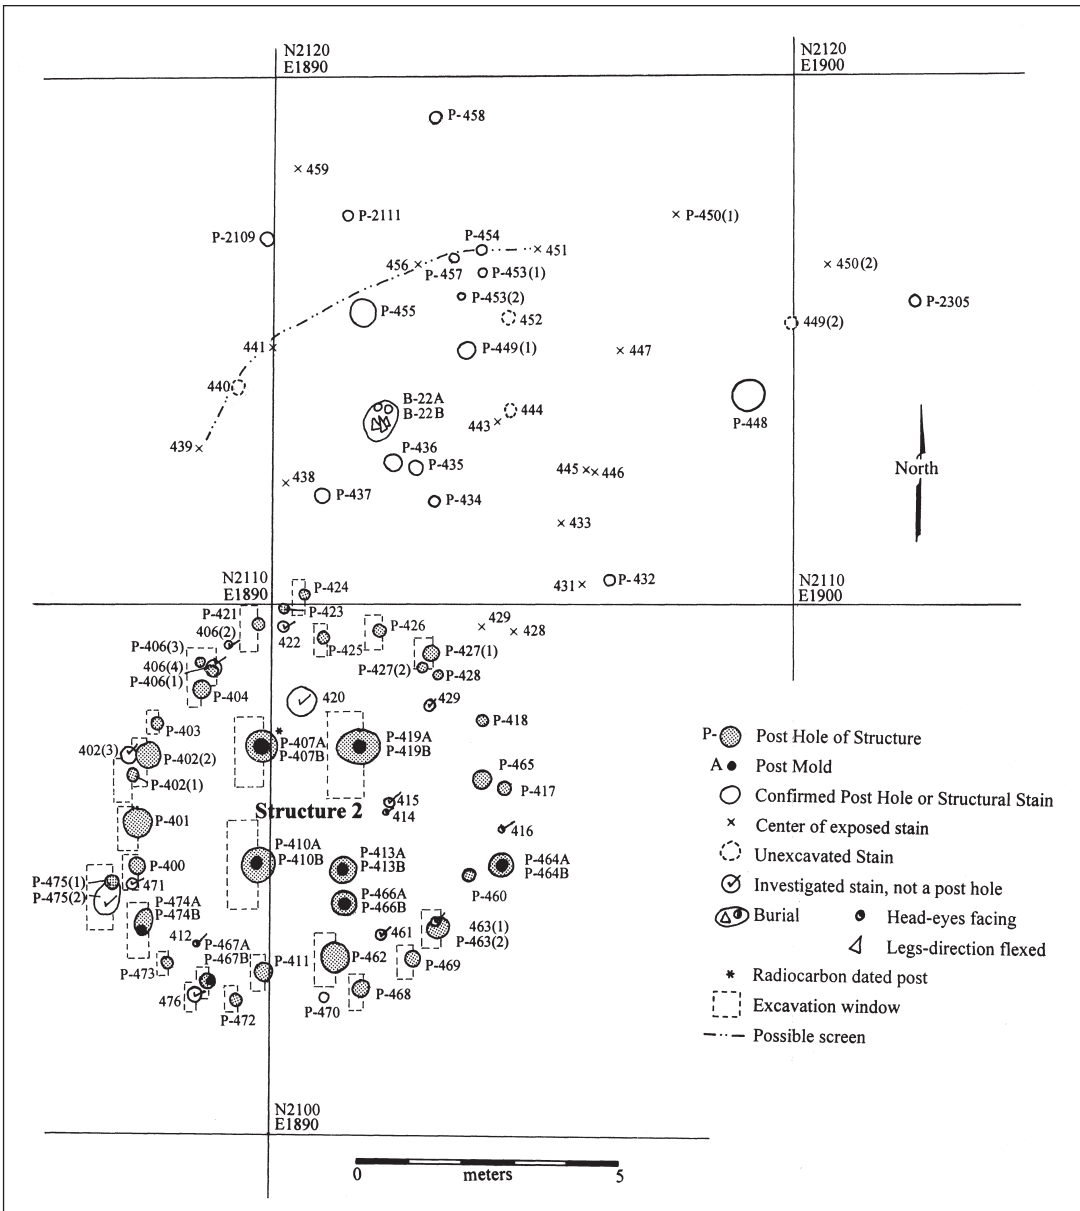 N2120
E1890
N2120
E1900
P-458
459
P-2111
P-450(1)
P-2109
P-454
451
456
P-457
450(2)
P-453(1)
P-453(2)
P-2305
P-455
452
449(2)
441
P-449(1)
447
440
B-22A
B-22B
444
443
P-448
439
P-436
P-435
445
446
North
438
P-437
P-434
433
N2110
E1890
N2110
E1900
431
P-432
P-424
P-423
P-421
406(2)
422
P-426
429
428
P-425
P-406(3)
406(4)
P-406(1)
P-427(1)
P-427(2)
P-428
P-404
420
429
P-403
P-418
402(3)
P-402(2)
P-407A
P-407B
P-419A
P-419B
P-402(1)
P-465
P-417
415
414
Structure 2
P-401
416
P-410A
P-410B
P-413A
P-413B
P-464A
P-464B
P-400
P-475(1)
P-475(2)
471
P-460
P-466A
P-466B
P-474A
P-474B
463(1)
P-463(2)
461
412
P-467A
P-467B
P-473
P-411
P-462
P-469
476
P-472
P-470
P-468
P-
Post Hole of Structure
A
Post Mold
Confirmed Post Hole or Structural Stain
Center of exposed stain
Unexcavated Stain
Investigated stain, not a post hole
Burial
Head-eyes facing
Legs-direction flexed
* Radiocarbon dated post
Excavation window
Possible screen
N2100
E1890
0 meters 5